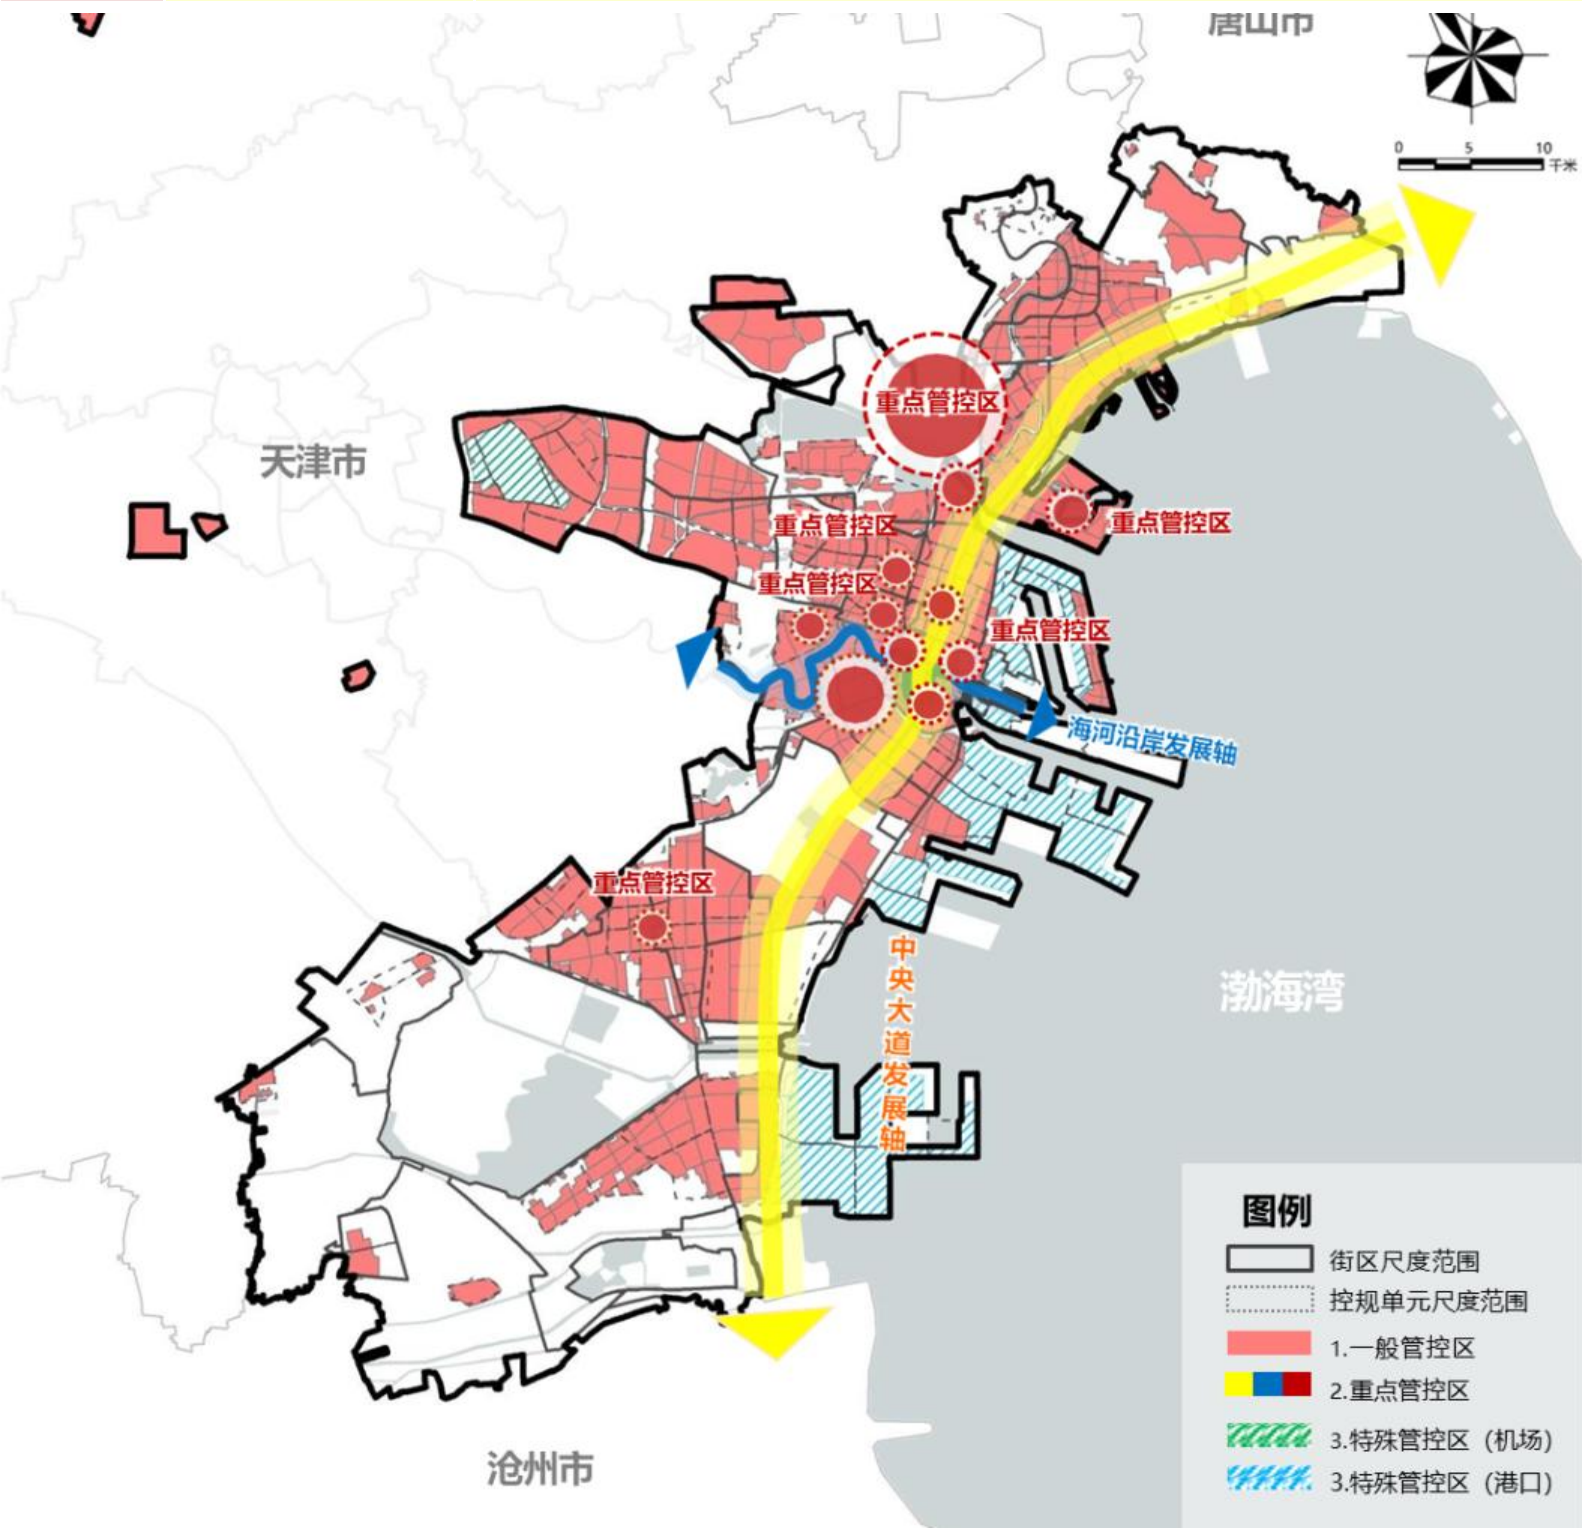 唐山市
0 5 10
千米
重点管控区
天津市
重点管控区
重点管控区
重点管控区
重点管控区
海河沿岸发展轴
重点管控区
中央大道发展轴
渤海湾
沧州市
图例
街区尺度范围
控规单元尺度范围
1.一般管控区
2.重点管控区
3.特殊管控区（机场）
3.特殊管控区（港口）